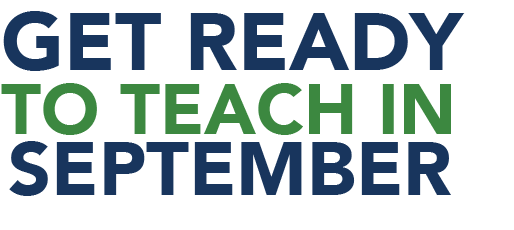 GET READY
TO TEACH IN
SEPTEMBER